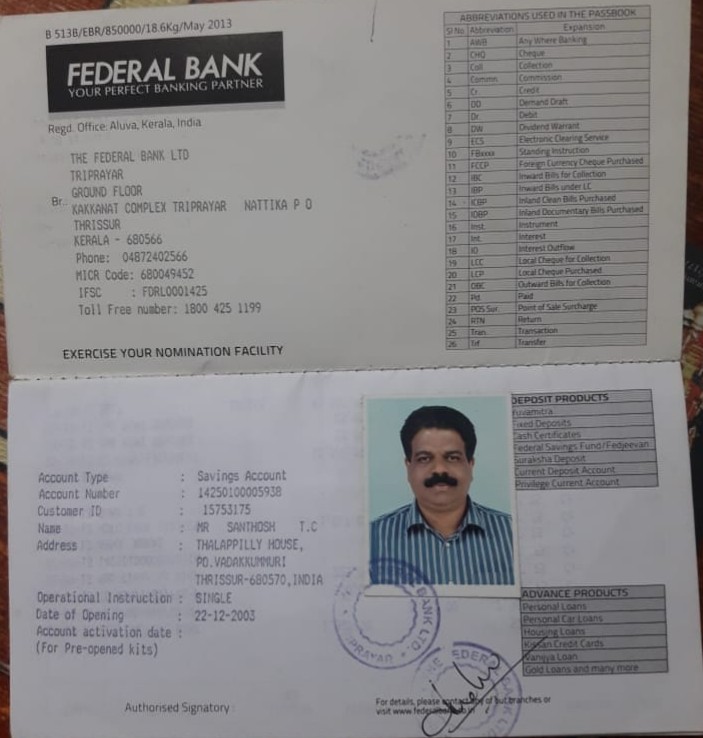 B 513B/EBR/850000/18.6Kg/May 2013
FEDERAL BANK
YOUR PERFECT BANKING PARTNER
Regd. Office: Aluva, Kerala, India
THE FEDERAL BANK LTD
TRIPRAYAR
GROUND FLOOR
Br.: KAKKANAT COMPLEX TRIPRAYAR NATTIKA P O
THRISSUR
KERALA - 680566
Phone: 04872402566
MICR Code: 680049452
IFSC : FDRL0001425
Toll Free number: 1800 425 1199
EXERCISE YOUR NOMINATION FACILITY
ABBREVIATIONS USED IN THE PASSBOOK
Sl No. Abbreviation Expansion
1 AWB Any Where Banking
2 CHQ Cheque
3 Coll. Collection
4 Commn. Commission
5 Cr. Credit
6 DD Demand Draft
7 Dr. Debit
8 DW Dividend Warrant
9 ECS Electronic Clearing Service
10 FBxxxx Standing Instruction
11 FCCP Foreign Currency Cheque Purchased
12 IBC Inward Bills for Collection
13 IBP Inward Bills under LC
14 ICBP Inland Clean Bills Purchased
15 IDBP Inland Documentary Bills Purchased
16 Inst. Instrument
17 Int. Interest
18 IO Interest Outflow
19 LCC Local Cheque for Collection
20 LCP Local Cheque Purchased
21 OBC Outward Bills for Collection
22 Pd. Paid
23 POS Sur. Point of Sale Surcharge
24 RTN Return
25 Tran. Transaction
26 Trf. Transfer
Account Type : Savings Account
Account Number : 14250100005938
Customer ID : 15753175
Name : MR SANTHOSH T.C
Address : THALAPPILLY HOUSE,
PO.VADAKKUMMURI
THRISSUR-680570,INDIA
Operational Instruction : SINGLE
Date of Opening : 22-12-2003
Account activation date :
(For Pre-opened kits)
Authorised Signatory :
DEPOSIT PRODUCTS
Yuvamitra
Fixed Deposits
Cash Certificates
Federal Savings Fund/Fedjeevan
Suraksha Deposit
Current Deposit Account
Privilege Current Account
ADVANCE PRODUCTS
Personal Loans
Personal Car Loans
Housing Loans
Kissan Credit Cards
Vanijya Loan
Gold Loans and many more
For details, please contact any of our branches or
visit www.federalbank.co.in
BANK LTD
TRIPRAYAR
THE FEDERAL